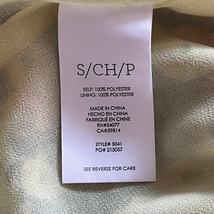 S/CH/P
SELF: 100% POLYESTER
LINING: 100% POLYESTER
MADE IN CHINA
HECHO EN CHINA
FABRIQUÉ EN CHINE
RN#54077
CA#59814
STYLE# 5041
PO# 215057
SEE REVERSE FOR CARE